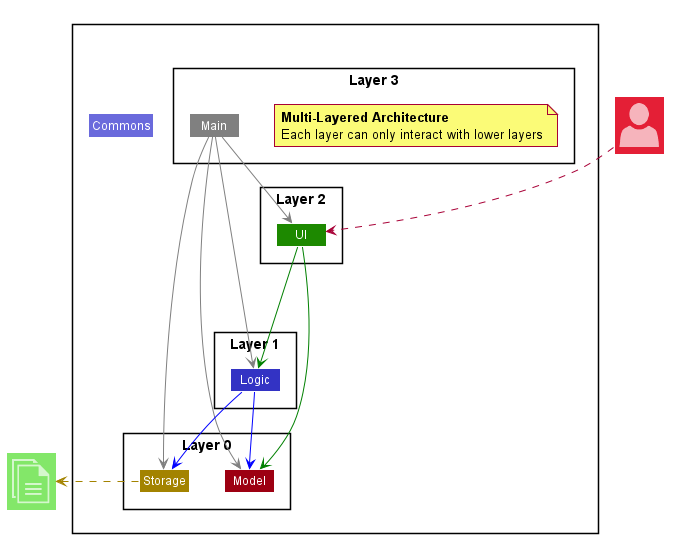 Layer 3
Multi-Layered Architecture
Each layer can only interact with lower layers
Commons
Main
Layer 2
UI
Layer 1
Logic
Layer 0
Storage
Model